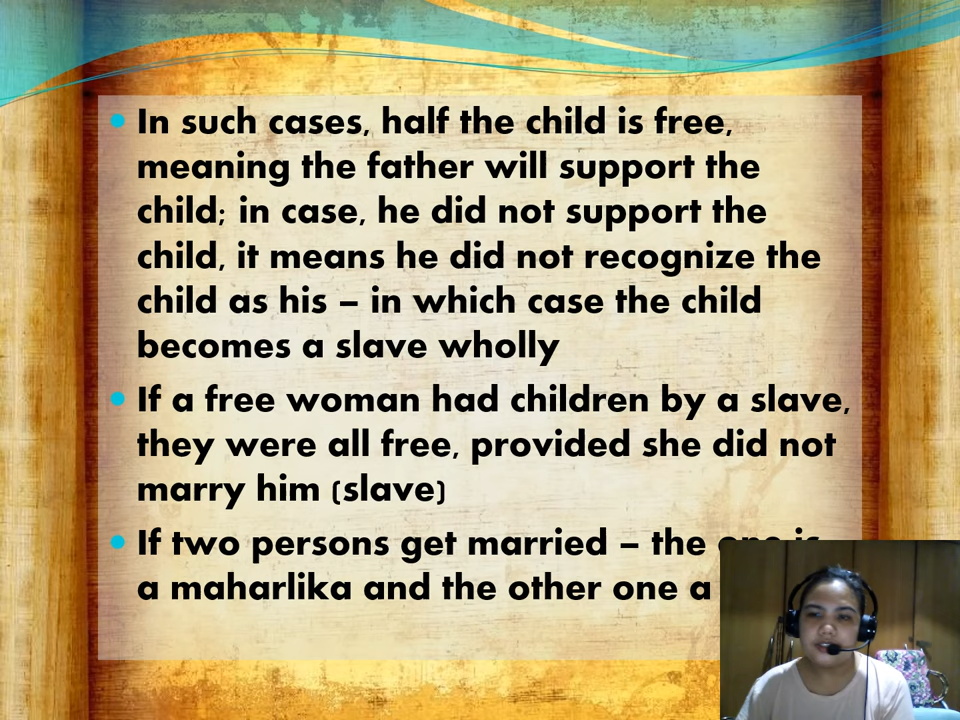 In such cases, half the child is free,
meaning the father will support the
child; in case, he did not support the
child, it means he did not recognize the
child as his – in which case the child
becomes a slave wholly
If a free woman had children by a slave,
they were all free, provided she did not
marry him (slave)
If two persons get married – the one is
a maharlika and the other one a